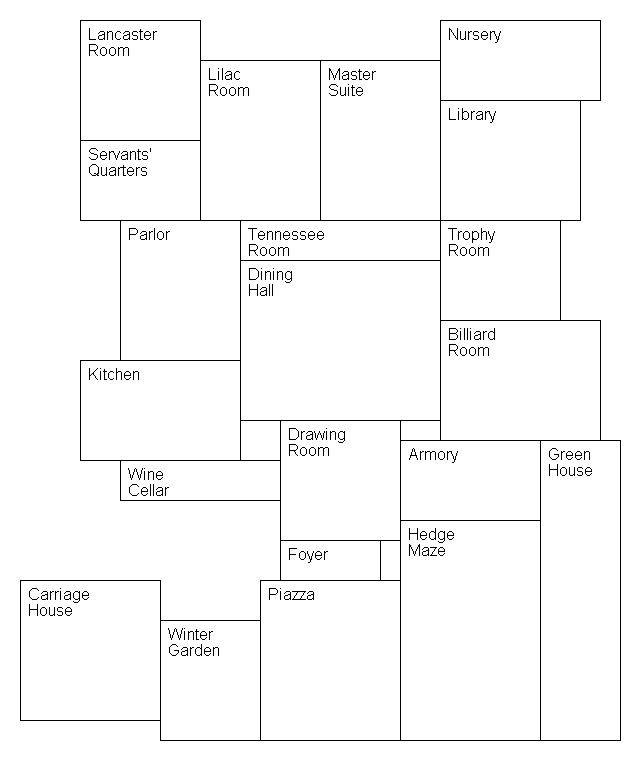 Lancaster
Room
Nursery
Lilac
Room
Master
Suite
Library
Servants'
Quarters
Parlor
Tennessee
Room
Trophy
Room
Dining
Hall
Billiard
Room
Kitchen
Drawing
Room
Armory
Green
House
Wine
Cellar
Hedge
Maze
Foyer
Carriage
House
Piazza
Winter
Garden